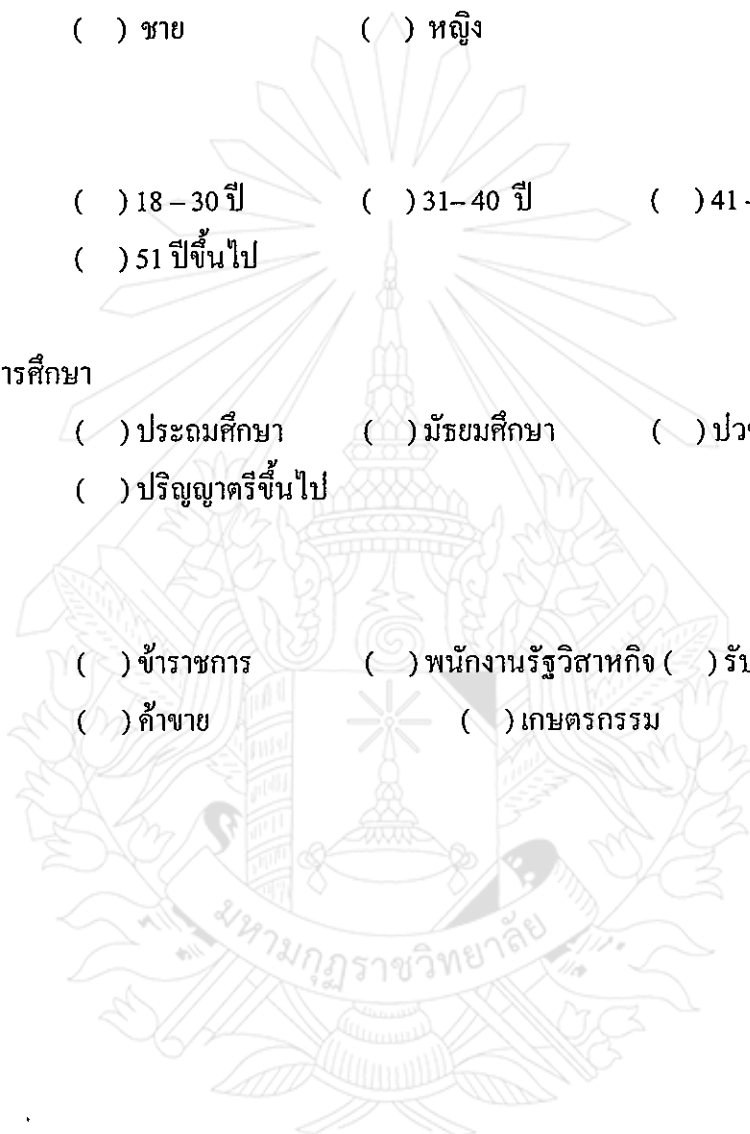 ( ) ชาย ( ) หญิง
( ) 18 – 30 ปี ( ) 31– 40 ปี ( ) 41 -
( ) 51 ปีขึ้นไป
ารศึกษา
( ) ประถมศึกษา ( ) มัธยมศึกษา ( )
( ) ปริญญาตรีขึ้นไป
( ) ข้าราชการ ( ) พนักงานรัฐวิสาหกิจ ( )
( ) ค้าขาย ( ) เกษตรกรรม
มหามกุฏราชวิทยาลัย